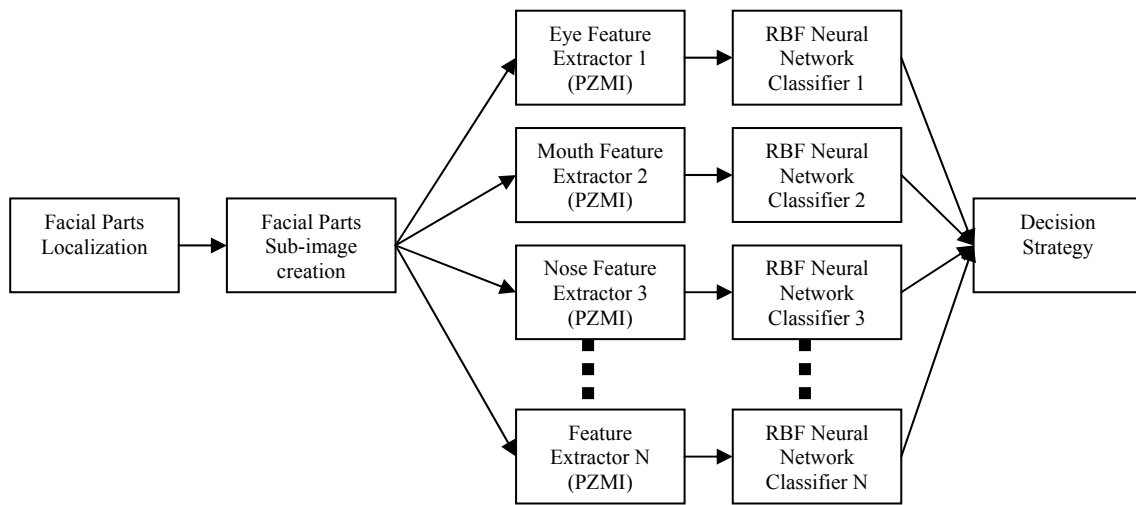 Facial Parts
Localization
Facial Parts
Sub-image
creation
Eye Feature
Extractor 1
(PZMI)
RBF Neural
Network
Classifier 1
Mouth Feature
Extractor 2
(PZMI)
RBF Neural
Network
Classifier 2
Nose Feature
Extractor 3
(PZMI)
RBF Neural
Network
Classifier 3
Feature
Extractor N
(PZMI)
RBF Neural
Network
Classifier N
Decision
Strategy